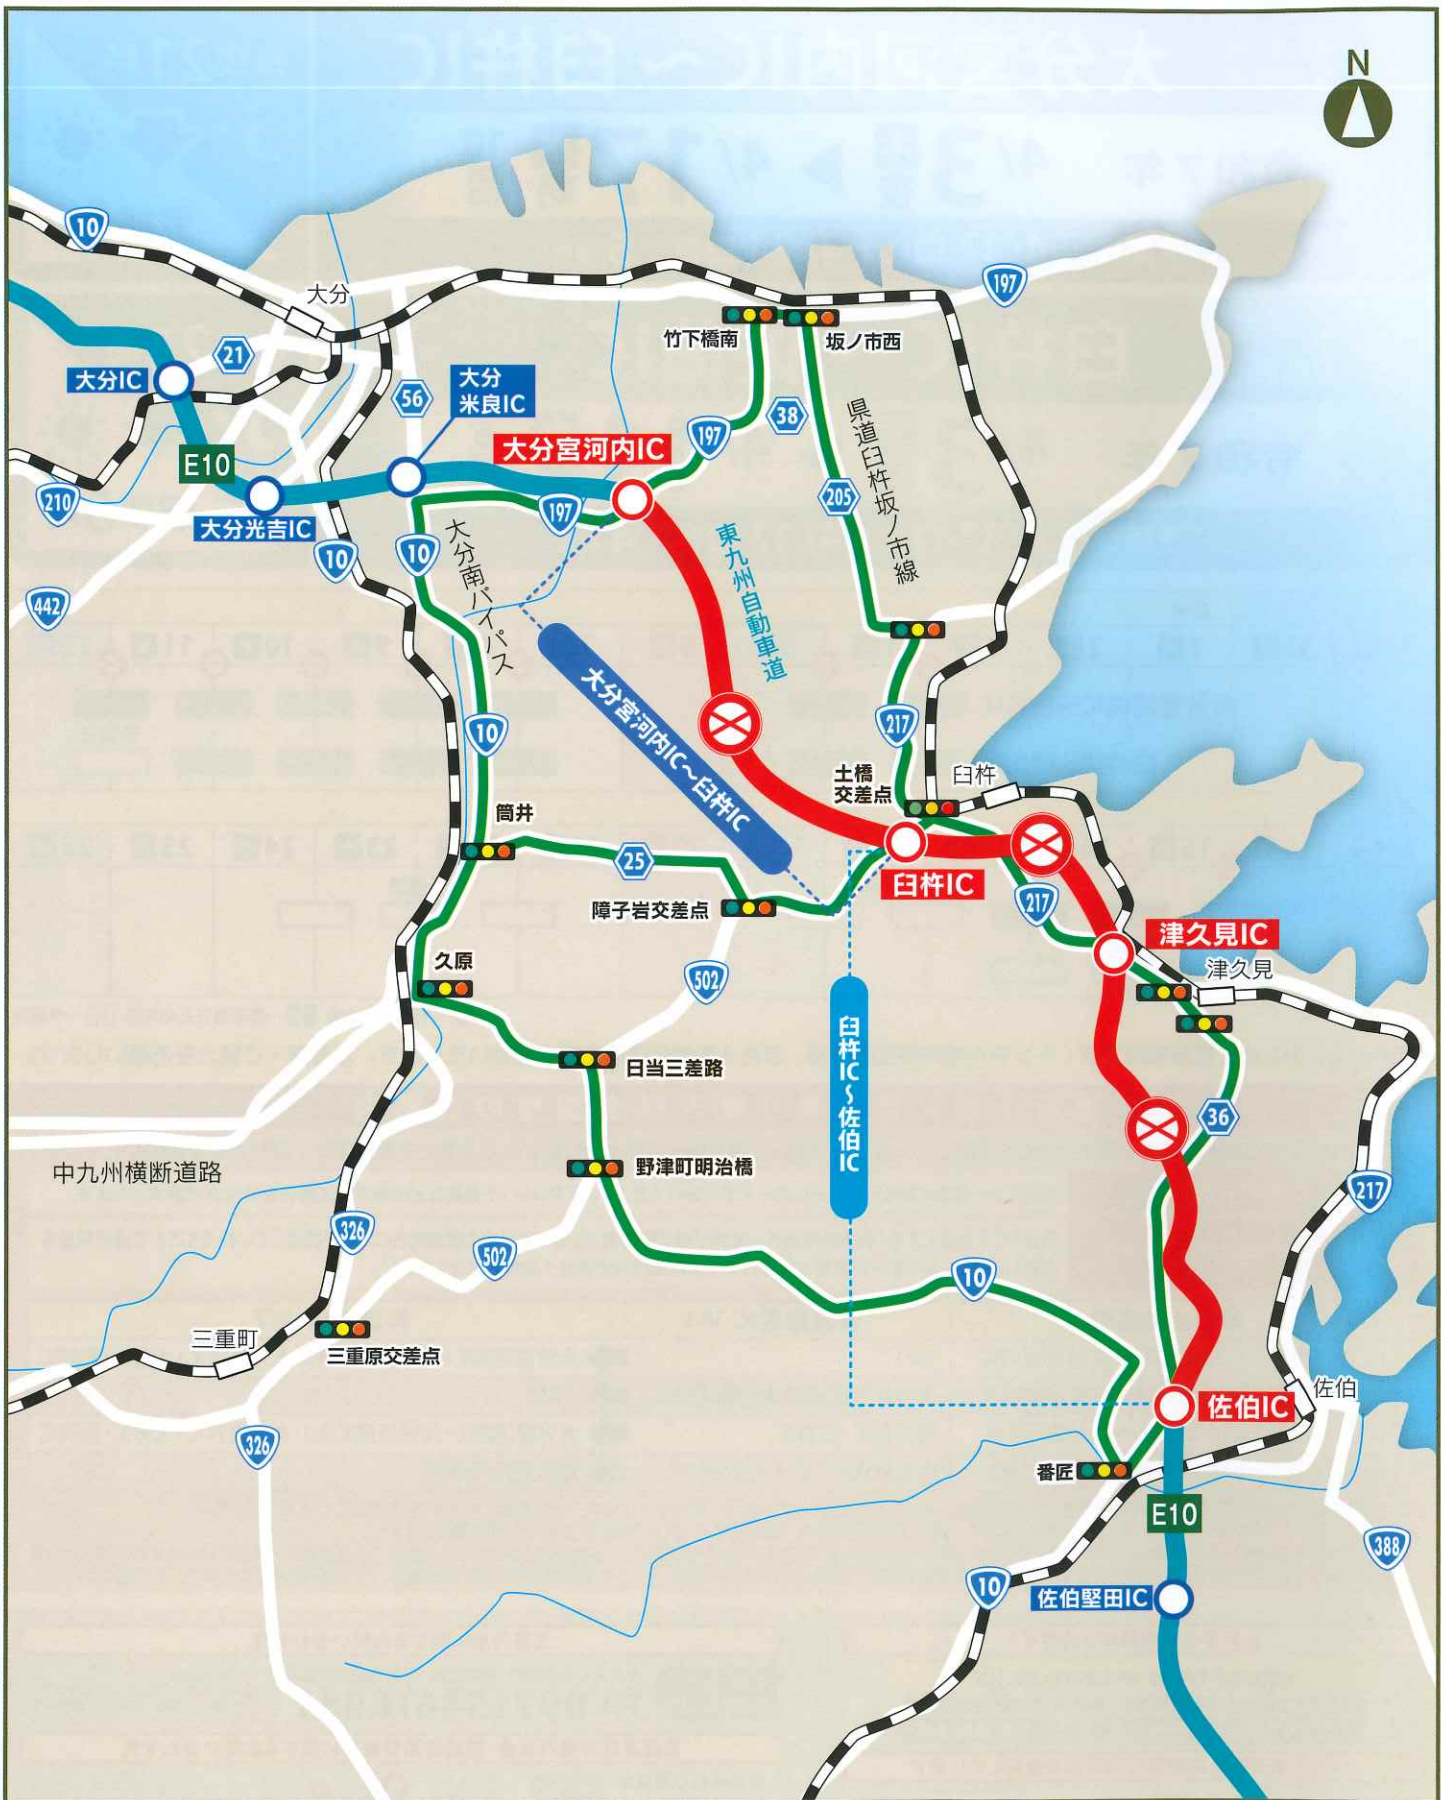 N
10
197
大分
竹下橋南
坂ノ市西
21
大分IC
56
大分
米良IC
38
県道臼杵坂ノ市線
197
大分宮河内IC
E10
210
205
197
大分光吉IC
大分南バイパス
東九州自動車道
10
10
442
大分宮河内IC～臼杵IC
10
217
土橋
交差点
臼杵
筒井
25
臼杵IC
217
障子岩交差点
津久見IC
久原
津久見
502
臼杵IC～佐伯IC
日当三差路
36
野津町明治橋
中九州横断道路
217
326
502
10
三重町
三重原交差点
佐伯
佐伯IC
326
番匠
E10
388
10
佐伯堅田IC